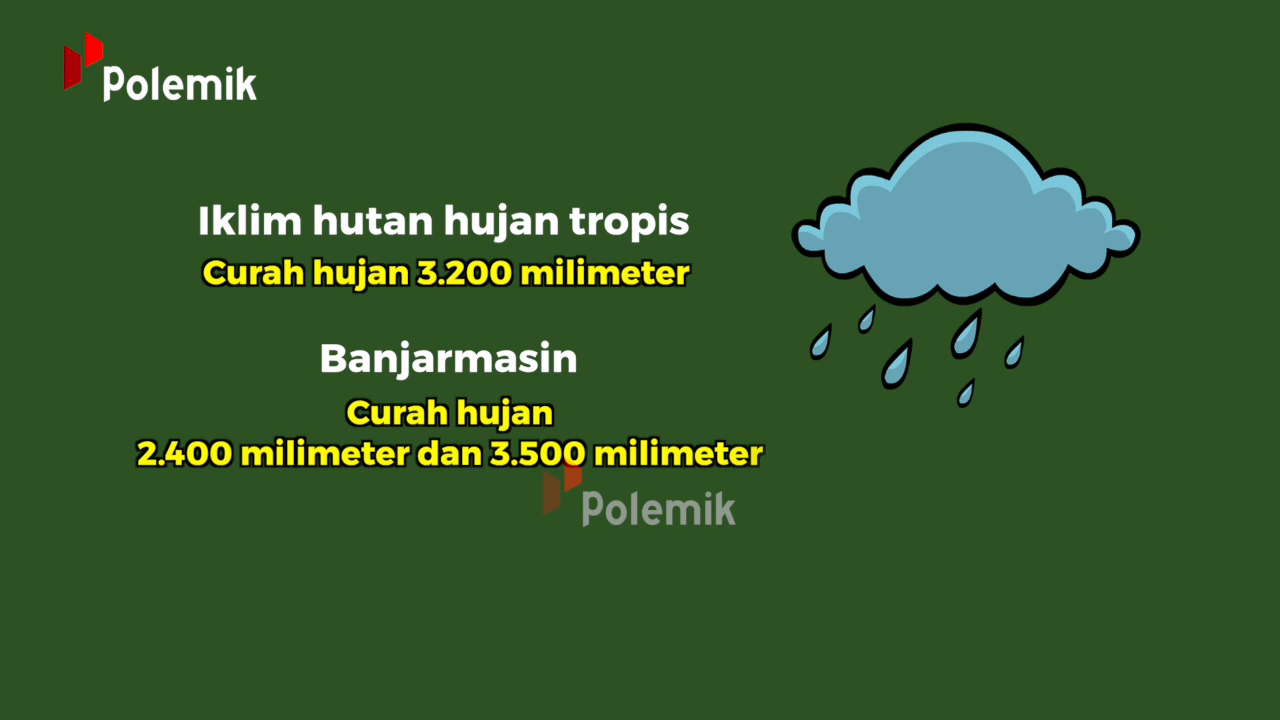 Polemik
Iklim hutan hujan tropis
Curah hujan 3.200 milimeter
Banjarmasin
Curah hujan
2.400 milimeter dan 3.500 milimeter
Polemik